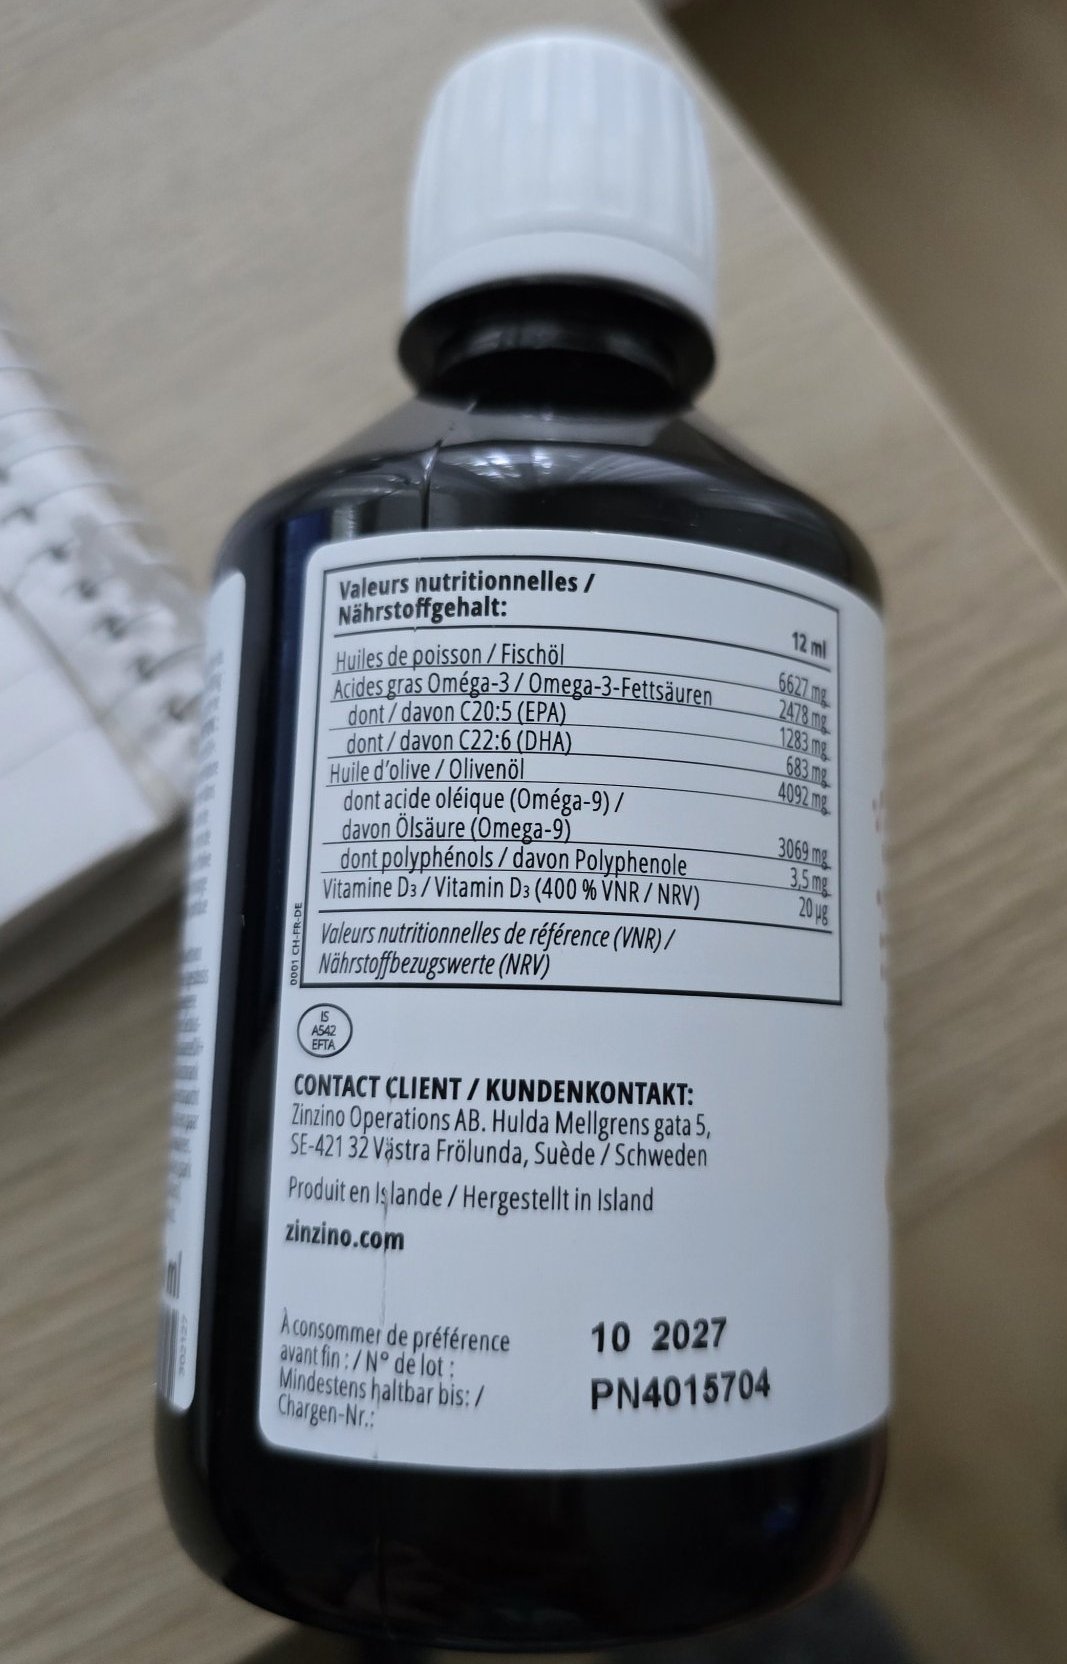 Valeurs nutritionnelles /
Nährstoffgehalt:
12 ml
Huiles de poisson / Fischöl 6627 mg
Acides gras Oméga-3 / Omega-3-Fettsäuren 2478 mg
dont / davon C20:5 (EPA) 1283 mg
dont / davon C22:6 (DHA) 683 mg
Huile d'olive / Olivenöl 4092 mg
dont acide oléique (Oméga-9) /
davon Ölsäure (Omega-9) 3069 mg
dont polyphénols / davon Polyphenole 3,5 mg
Vitamine D₃ / Vitamin D₃ (400 % VNR / NRV) 20 µg
Valeurs nutritionnelles de référence (VNR) /
Nährstoffbezugswerte (NRV)
0001 CH-FR-DE
IS
A542
EFTA
CONTACT CLIENT / KUNDENKONTAKT:
Zinzino Operations AB. Hulda Mellgrens gata 5,
SE-421 32 Västra Frölunda, Suède / Schweden
Produit en Islande / Hergestellt in Island
zinzino.com
À consommer de préférence
avant fin : / N° de lot :
Mindestens haltbar bis: /
Chargen-Nr.:
10 2027
PN4015704
ml